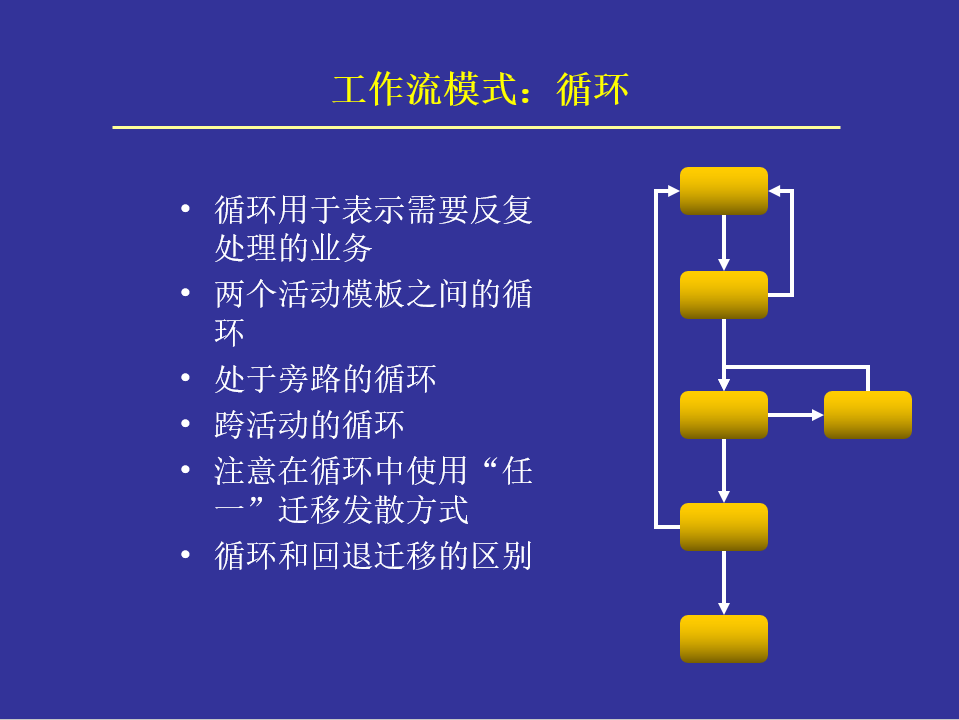 工作流模式：循环
• 循环用于表示需要反复
处理的业务
• 两个活动模板之间的循
环
• 处于旁路的循环
• 跨活动的循环
• 注意在循环中使用“任
一”迁移发散方式
• 循环和回退迁移的区别